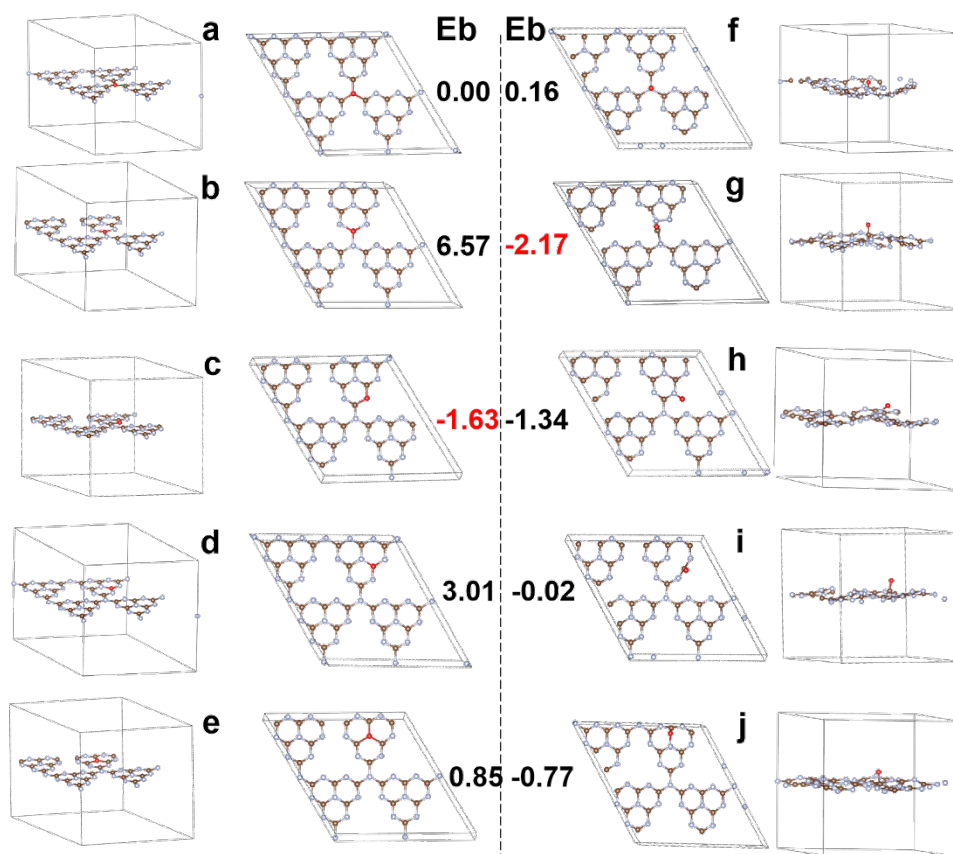 a Eb Eb f
0.00 0.16
b g
6.57 -2.17
c h
-1.63 -1.34
d i
3.01 -0.02
e j
0.85 -0.77